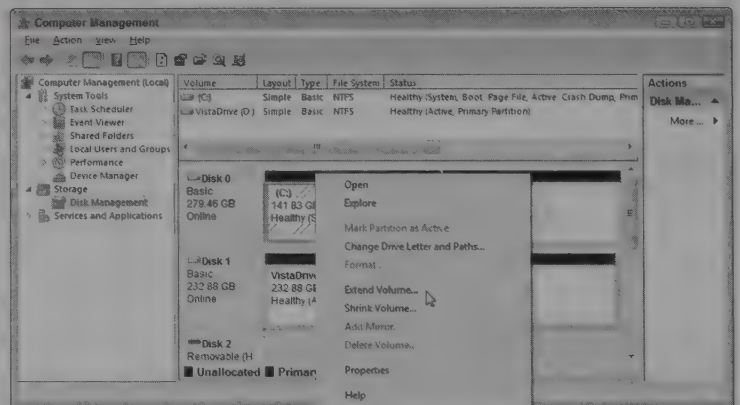 Computer Management
File Action View Help
Computer Management (Local)
System Tools
Task Scheduler
Event Viewer
Shared Folders
Local Users and Groups
Performance
Device Manager
Storage
Disk Management
Services and Applications
Volume Layout Type File System Status
(C:) Simple Basic NTFS Healthy (System, Boot, Page File, Active, Crash Dump, Prim
VistaDrive (D:) Simple Basic NTFS Healthy (Active, Primary Partition)
Actions
Disk Ma...
More ...
Disk 0
Basic
279.46 GB
Online
(C:)
141.83 GB
Healthy (S
Disk 1
Basic
232.88 GB
Online
VistaDriv
232.88 GB
Healthy (A
Disk 2
Removable (H
Unallocated Primar
Open
Explore
Mark Partition as Active
Change Drive Letter and Paths...
Format...
Extend Volume...
Shrink Volume...
Add Mirror...
Delete Volume...
Properties
Help